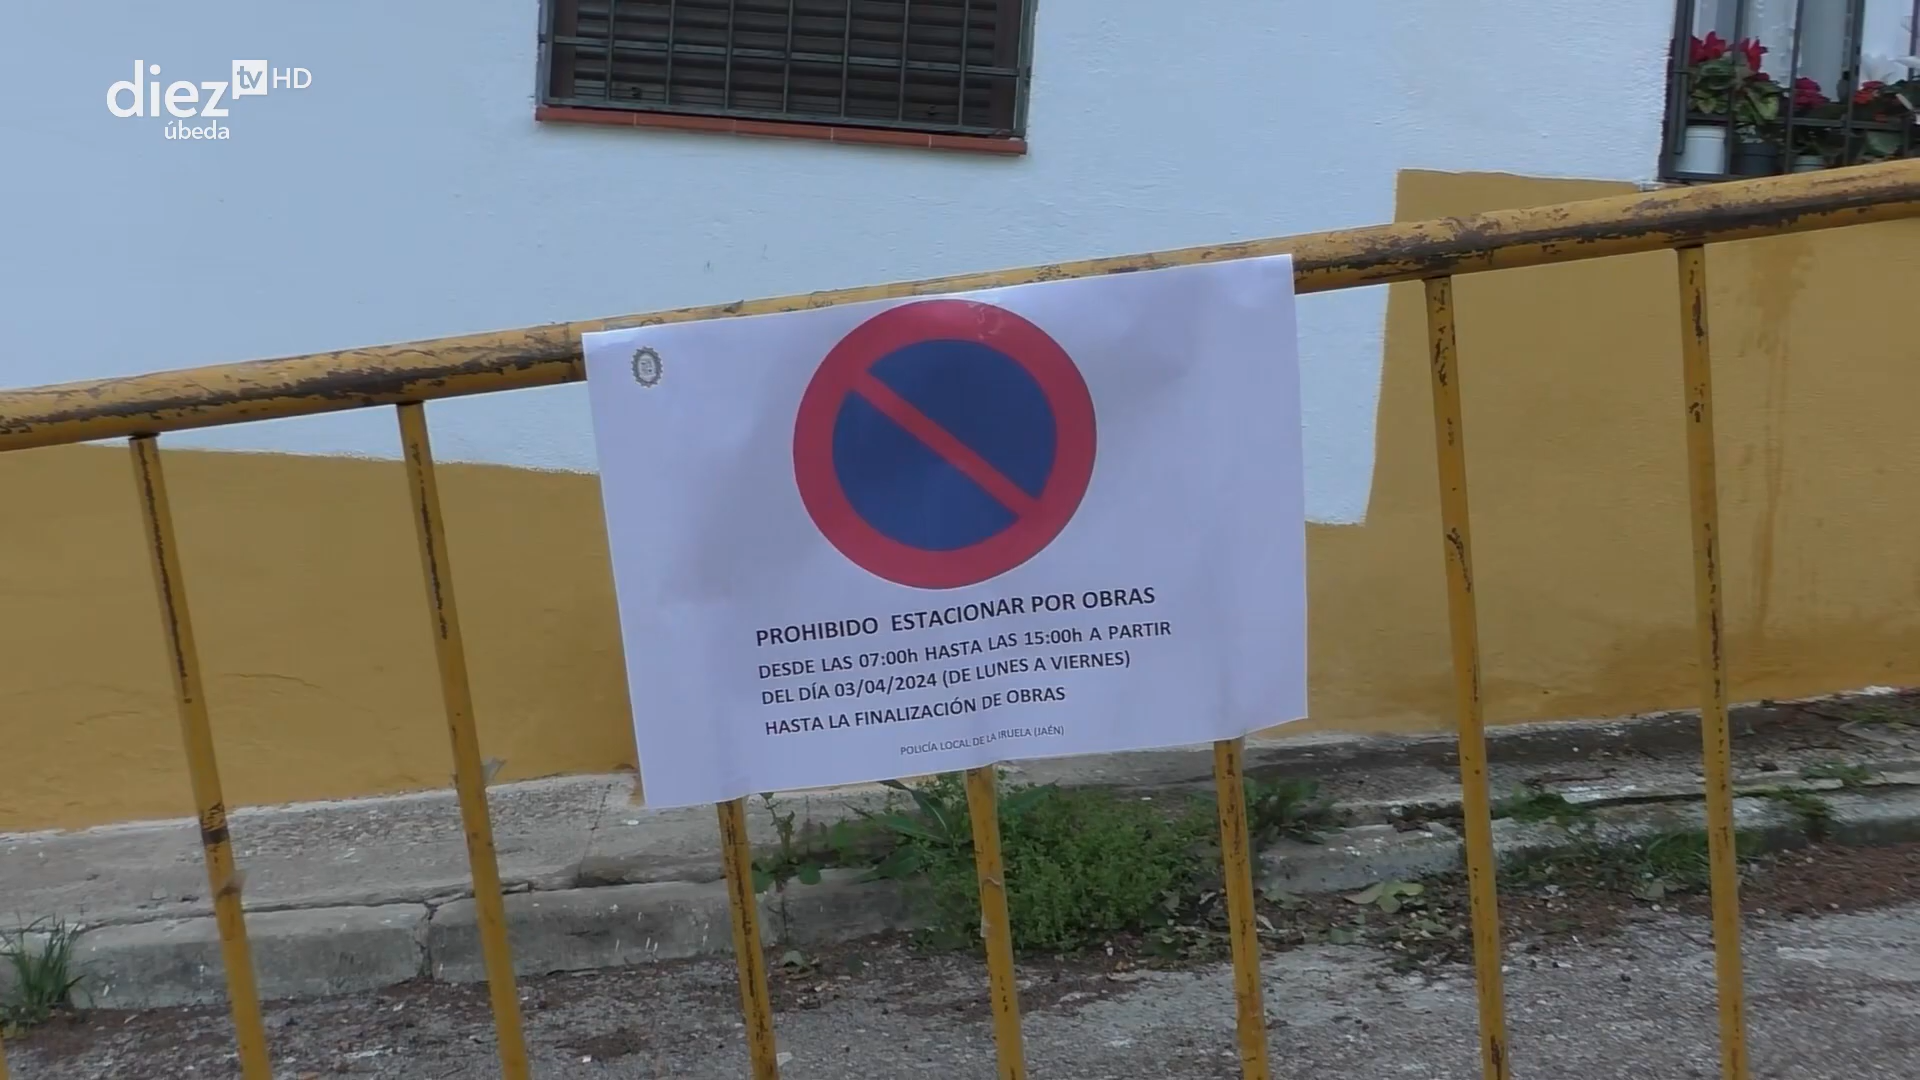 diez tv HD
úbeda
PROHIBIDO ESTACIONAR POR OBRAS
DESDE LAS 07:00h HASTA LAS 15:00h A PARTIR
DEL DÍA 03/04/2024 (DE LUNES A VIERNES)
HASTA LA FINALIZACIÓN DE OBRAS
POLICÍA LOCAL DE LA IRUELA (JAÉN)